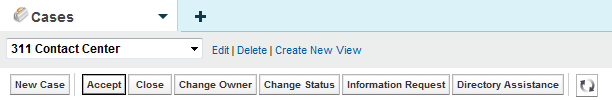 Cases
311 Contact Center Edit | Delete | Create New View
New Case Accept Close Change Owner Change Status Information Request Directory Assistance